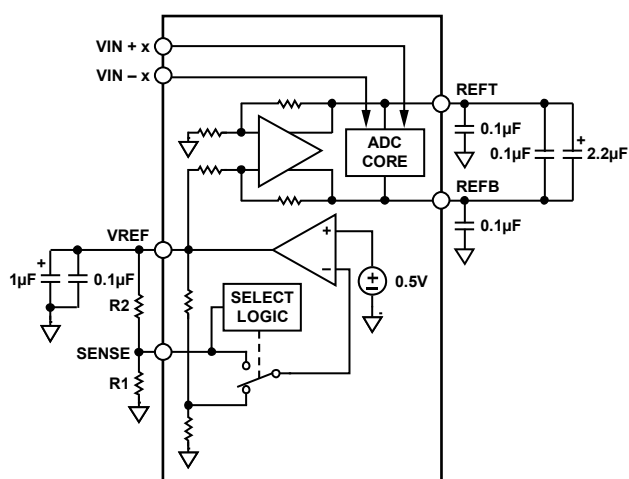 VIN + x
VIN – x
REFT
0.1µF
ADC
CORE
0.1µF
2.2µF
+
REFB
0.1µF
VREF
+
–
0.5V
+
1µF
0.1µF
R2
SELECT
LOGIC
SENSE
R1